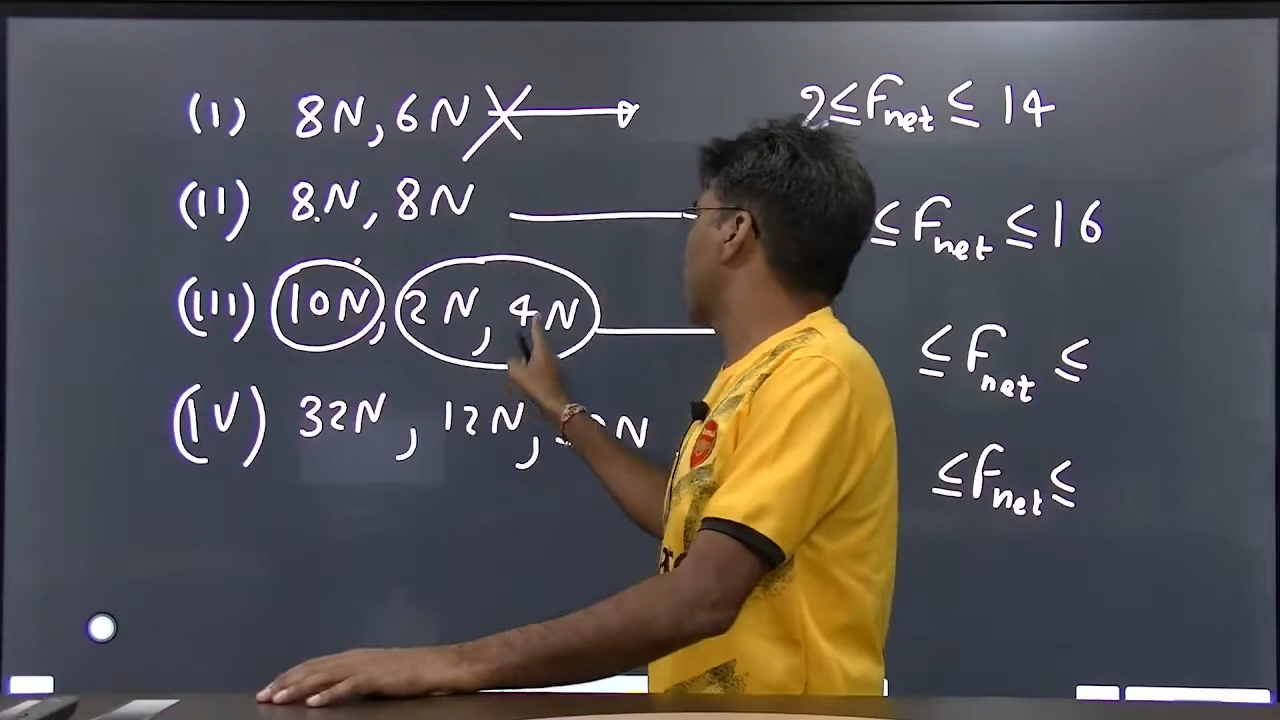 (I) 8N, 6N 2 ≤ Fnet ≤ 14
(II) 8N, 8N ≤ Fnet ≤ 16
(III) 10N, 2N, 4N ≤ Fnet ≤
(IV) 32N, 12N, N ≤ Fnet ≤